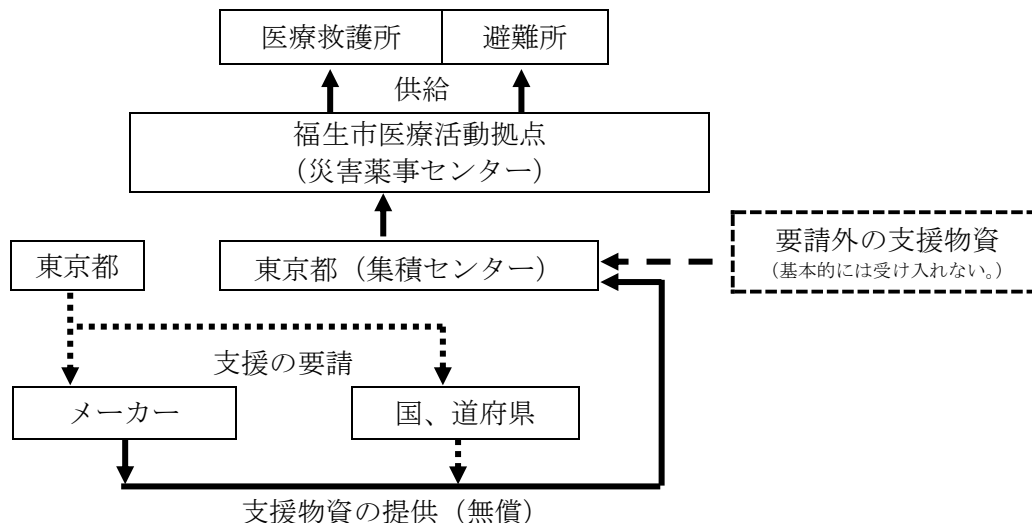 医療救護所
避難所
供給
福生市医療活動拠点
（災害薬事センター）
東京都
東京都（集積センター）
要請外の支援物資
（基本的には受け入れない。）
支援の要請
メーカー
国、道府県
支援物資の提供（無償）